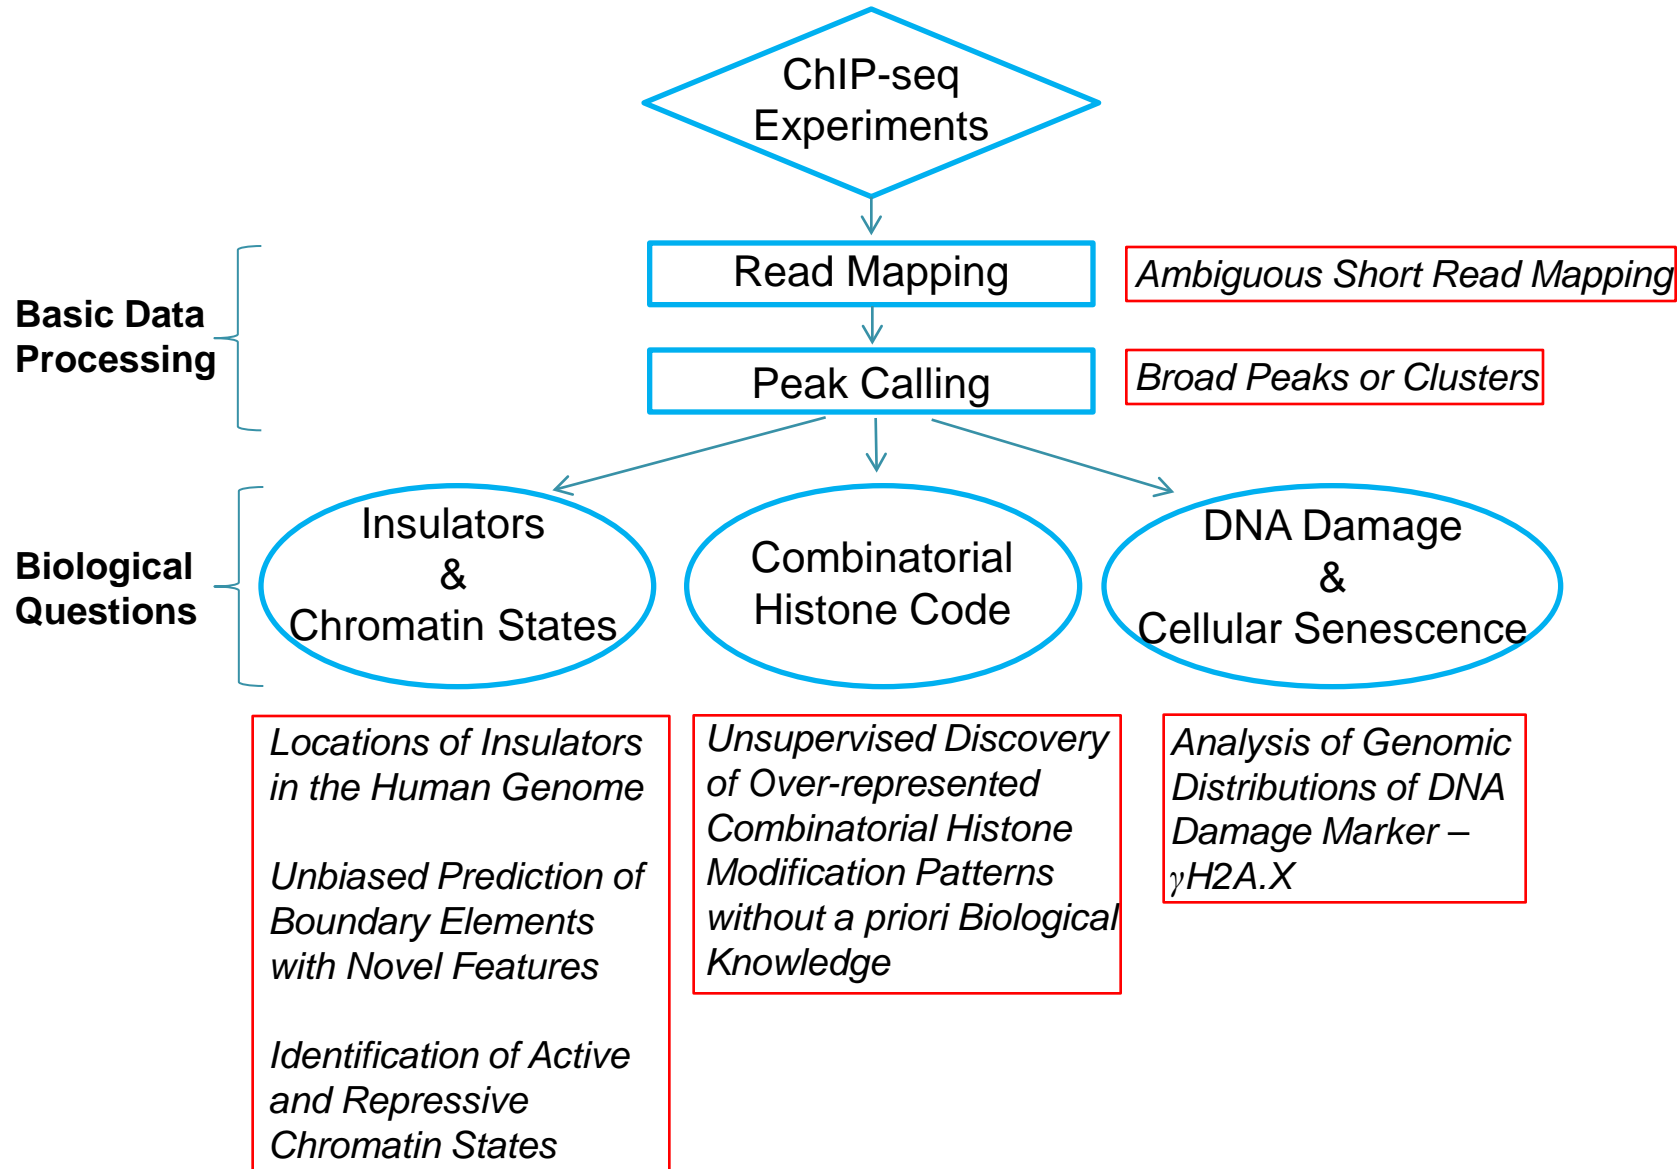 ChIP-seq
Experiments
Read Mapping
Ambiguous Short Read Mapping
Basic Data
Processing
Peak Calling
Broad Peaks or Clusters
Biological
Questions
Insulators
&
Chromatin States
Combinatorial
Histone Code
DNA Damage
&
Cellular Senescence
Locations of Insulators
in the Human Genome
Unbiased Prediction of
Boundary Elements
with Novel Features
Identification of Active
and Repressive
Chromatin States
Unsupervised Discovery
of Over-represented
Combinatorial Histone
Modification Patterns
without a priori Biological
Knowledge
Analysis of Genomic
Distributions of DNA
Damage Marker –
γH2A.X